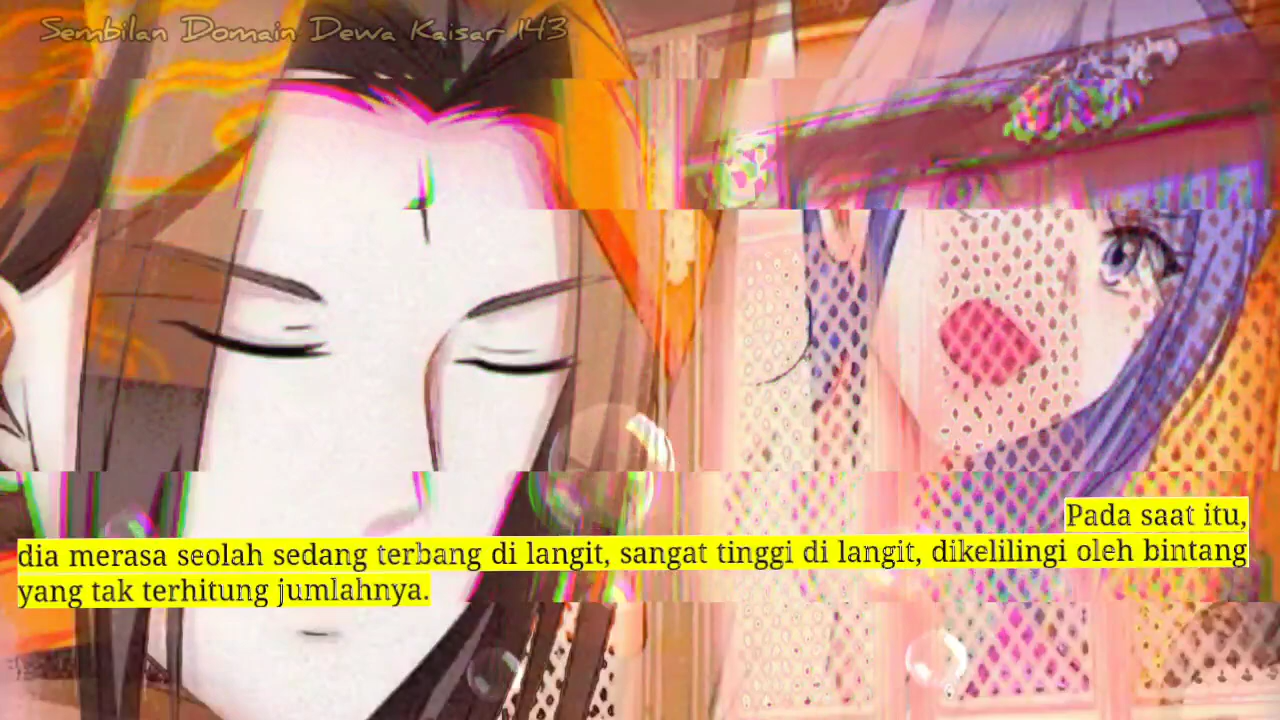 Sembilan Domain Dewa Kaisar 143
Pada saat itu,
dia merasa seolah sedang terbang di langit, sangat tinggi di langit, dikelilingi oleh bintang
yang tak terhitung jumlahnya.